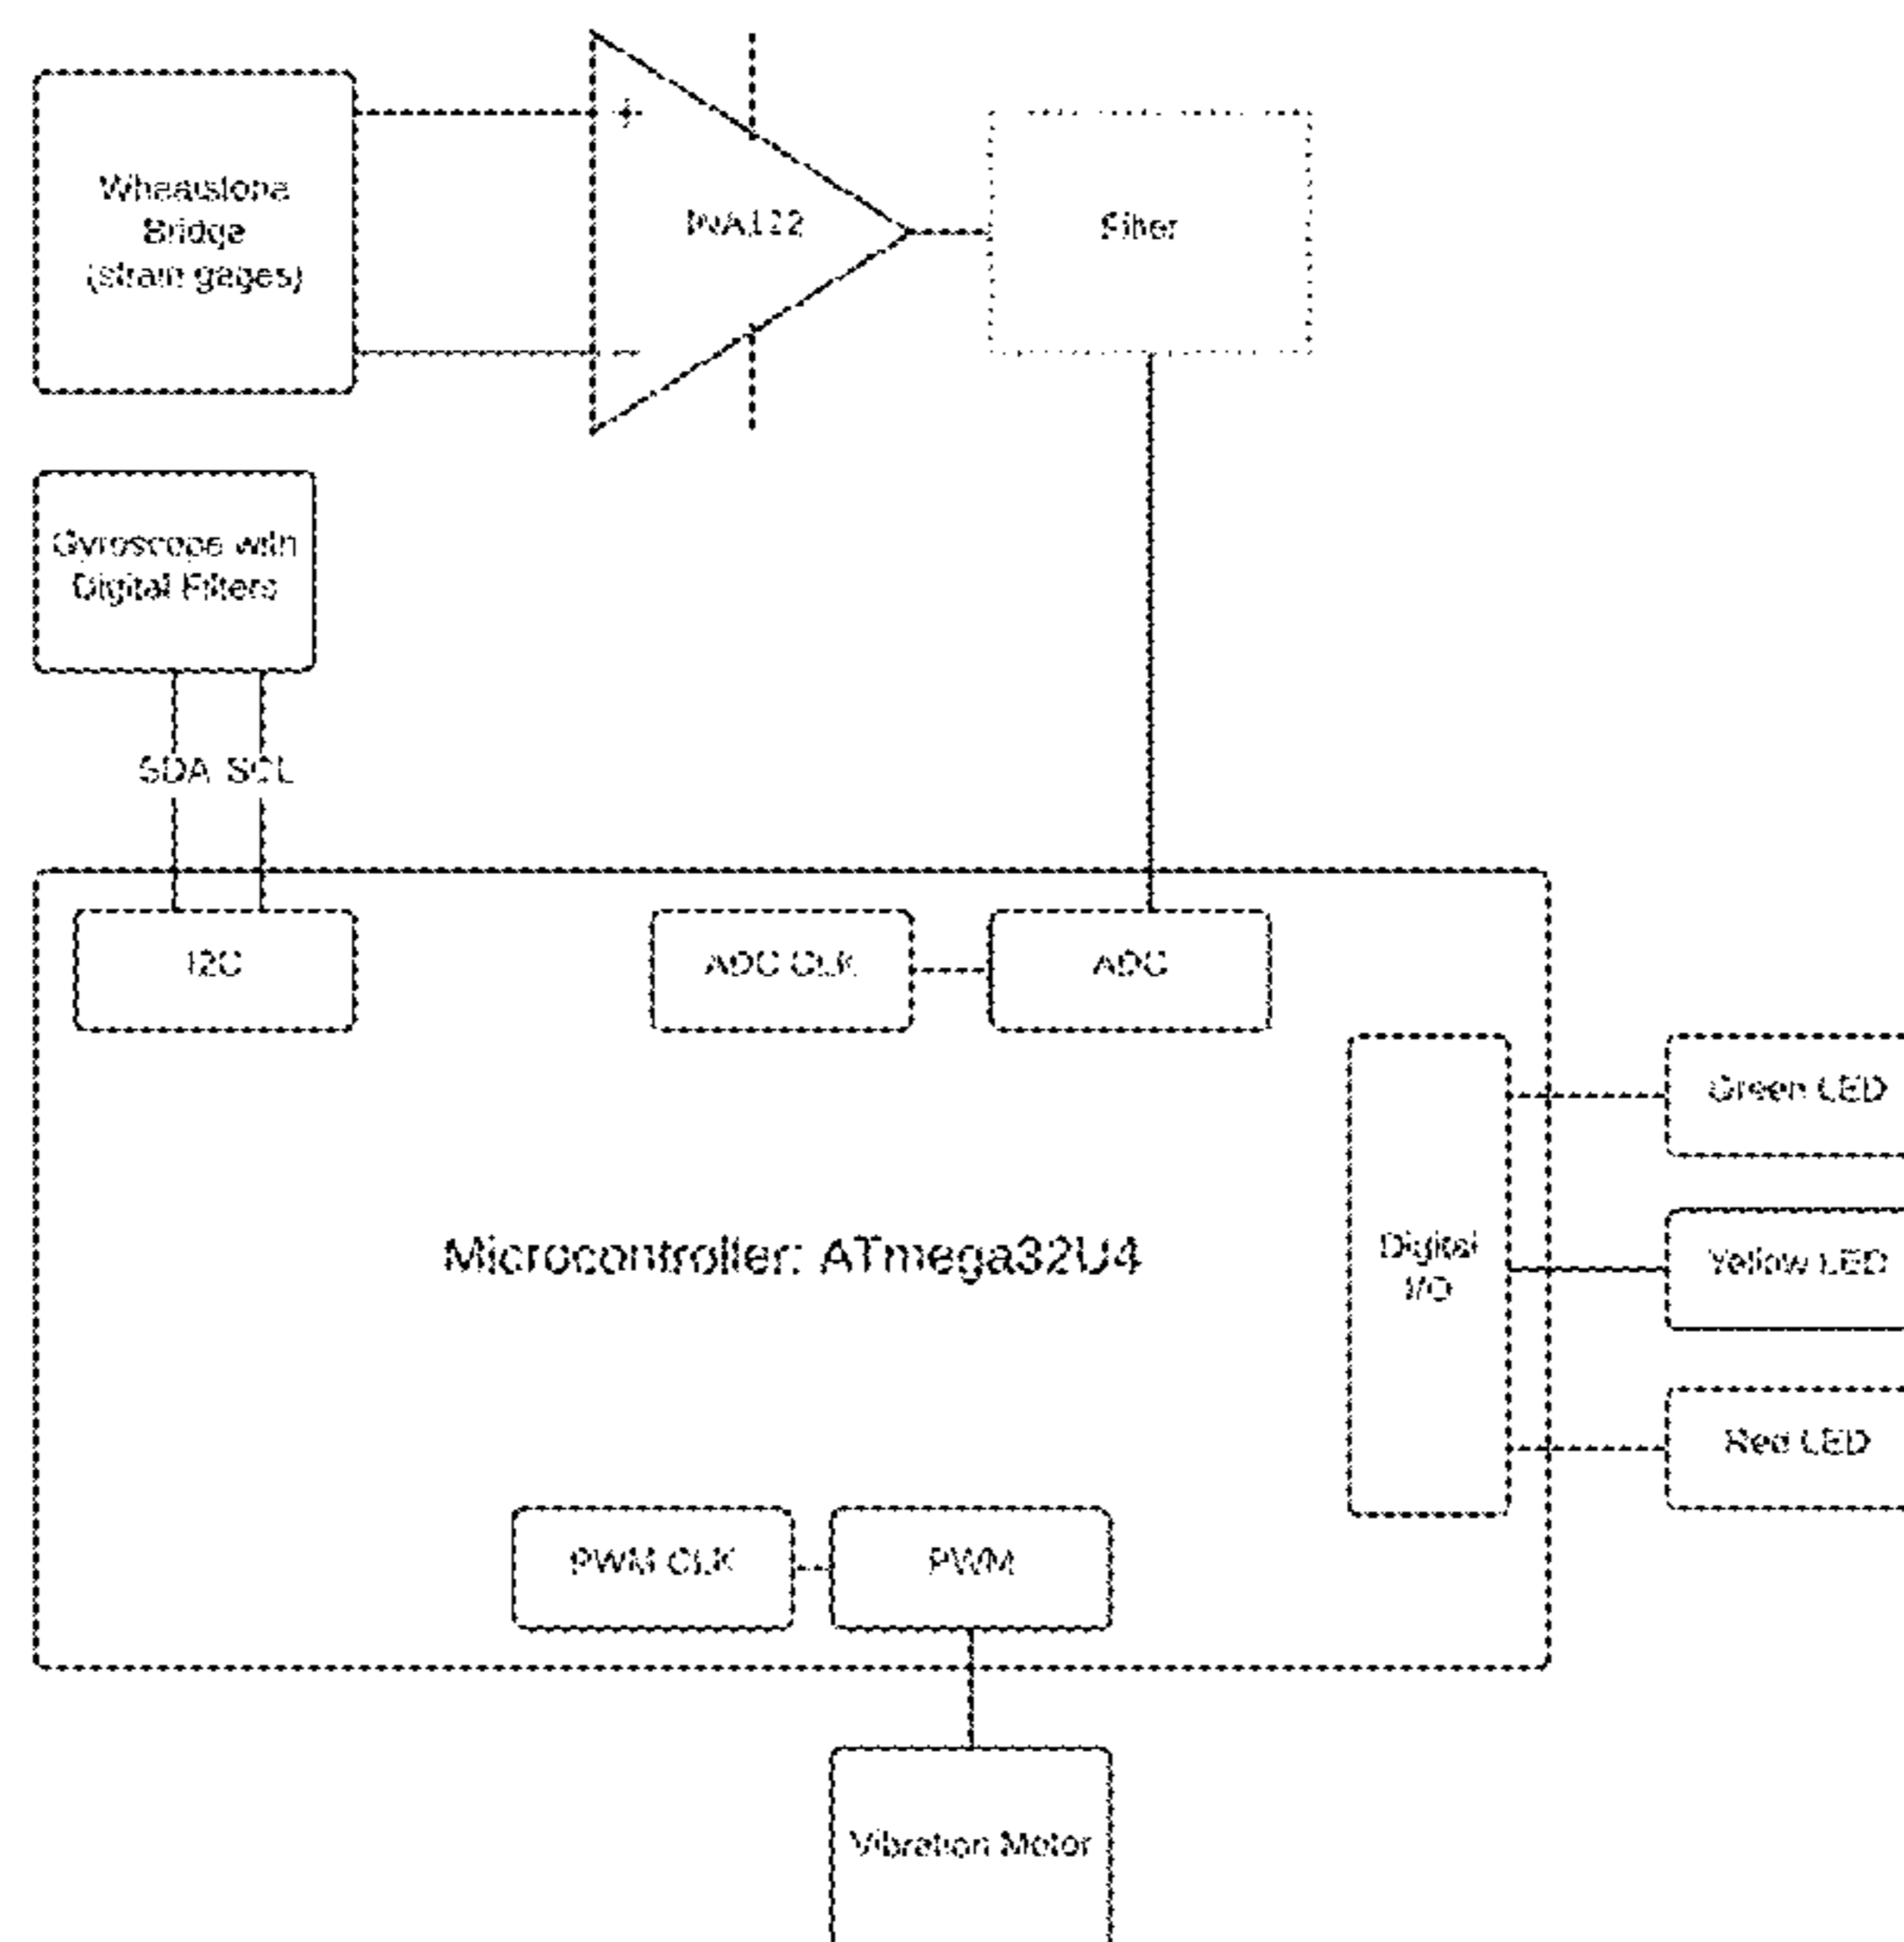 Wheatstone
Bridge
(strain gages)
+
-
INA122
Filter
Gyroscope with
Digital Filters
SDA SCL
I2C
ADC CLK
ADC
Digital
I/O
Green LED
Yellow LED
Red LED
Microcontroller: ATmega32U4
PWM CLK
PWM
Vibration Motor